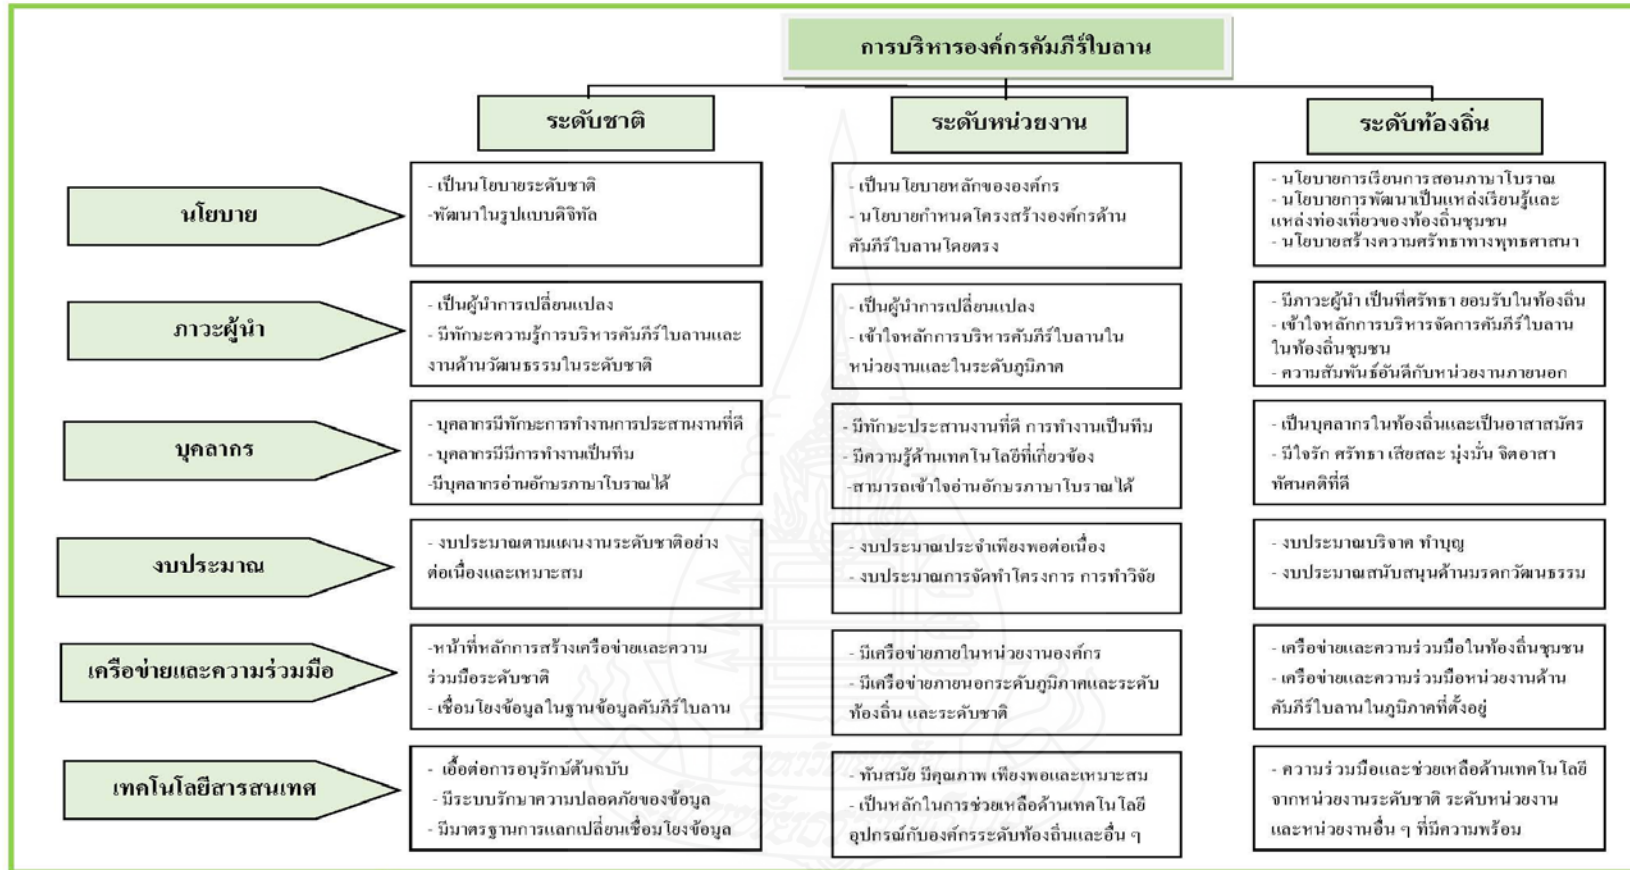 การบริหารองค์กรคัมภีร์ใบลาน
ระดับชาติ
ระดับหน่วยงาน
ระดับท้องถิ่น
นโยบาย
- เป็นนโยบายระดับชาติ
-พัฒนาในรูปแบบดิจิทัล
- เป็นนโยบายหลักขององค์กร
- นโยบายกำหนดโครงสร้างองค์กรด้าน
คัมภีร์ใบลานโดยตรง
- นโยบายการเรียนการสอนภาษาโบราณ
- นโยบายการพัฒนาเป็นแหล่งเรียนรู้และ
แหล่งท่องเที่ยวของท้องถิ่นชุมชน
- นโยบายสร้างความศรัทธาทางพุทธศาสนา
ภาวะผู้นำ
- เป็นผู้นำการเปลี่ยนแปลง
- มีทักษะความรู้การบริหารคัมภีร์ใบลานและ
งานด้านวัฒนธรรมในระดับชาติ
- เป็นผู้นำการเปลี่ยนแปลง
- เข้าใจหลักการบริหารคัมภีร์ใบลานใน
หน่วยงานและในระดับภูมิภาค
- มีภาวะผู้นำ เป็นที่ศรัทธา ยอมรับในท้องถิ่น
- เข้าใจหลักการบริหารจัดการคัมภีร์ใบลาน
ในท้องถิ่นชุมชน
- ความสัมพันธ์อันดีกับหน่วยงานภายนอก
บุคลากร
- บุคลากรมีทักษะการทำงานการประสานงานที่ดี
- บุคลากรมีมีการทำงานเป็นทีม
-มีบุคลากรอ่านอักษรภาษาโบราณได้
- มีทักษะประสานงานที่ดี การทำงานเป็นทีม
- มีความรู้ด้านเทคโนโลยีที่เกี่ยวข้อง
-สามารถเข้าใจอ่านอักษรภาษาโบราณได้
- เป็นบุคลากรในท้องถิ่นและเป็นอาสาสมัคร
- มีใจรัก ศรัทธา เสียสละ มุ่งมั่น จิตอาสา
ทัศนคติที่ดี
งบประมาณ
- งบประมาณตามแผนงานระดับชาติอย่าง
ต่อเนื่องและเหมาะสม
- งบประมาณประจำเพียงพอต่อเนื่อง
- งบประมาณการจัดทำโครงการ การทำวิจัย
- งบประมาณบริจาค ทำบุญ
- งบประมาณสนับสนุนด้านมรดกวัฒนธรรม
เครือข่ายและความร่วมมือ
-หน้าที่หลักการสร้างเครือข่ายและความ
ร่วมมือระดับชาติ
- เชื่อมโยงข้อมูลในฐานข้อมูลคัมภีร์ใบลาน
- มีเครือข่ายภายในหน่วยงานองค์กร
- มีเครือข่ายภายนอกระดับภูมิภาคและระดับ
ท้องถิ่น และระดับชาติ
- เครือข่ายและความร่วมมือในท้องถิ่นชุมชน
- เครือข่ายและความร่วมมือหน่วยงานด้าน
คัมภีร์ใบลานในภูมิภาคที่ตั้งอยู่
เทคโนโลยีสารสนเทศ
- เอื้อต่อการอนุรักษ์ต้นฉบับ
- มีระบบรักษาความปลอดภัยของข้อมูล
- มีมาตรฐานการแลกเปลี่ยนเชื่อมโยงข้อมูล
- ทันสมัย มีคุณภาพ เพียงพอและเหมาะสม
- เป็นหลักในการช่วยเหลือด้านเทคโนโลยี
อุปกรณ์กับองค์กรระดับท้องถิ่นและอื่น ๆ
- ความร่วมมือและช่วยเหลือด้านเทคโนโลยี
จากหน่วยงานระดับชาติ ระดับหน่วยงาน
และหน่วยงานอื่น ๆ ที่มีความพร้อม